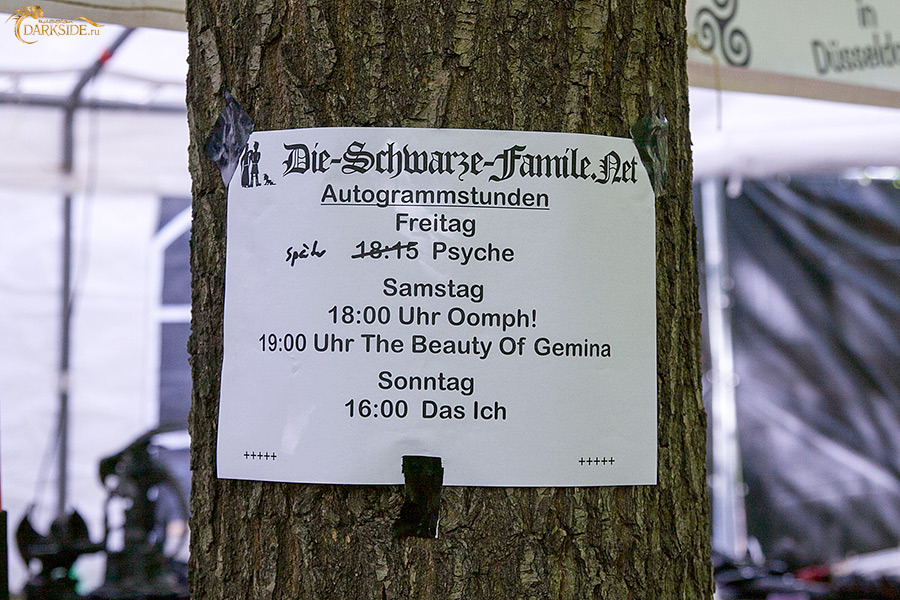 DARKSIDE.ru
in
Düsseld
Die-Schwarze-Famile.Net
Autogrammstunden
Freitag
später 18:15 Psyche
Samstag
18:00 Uhr Oomph!
19:00 Uhr The Beauty Of Gemina
Sonntag
16:00 Das Ich
+++++ +++++